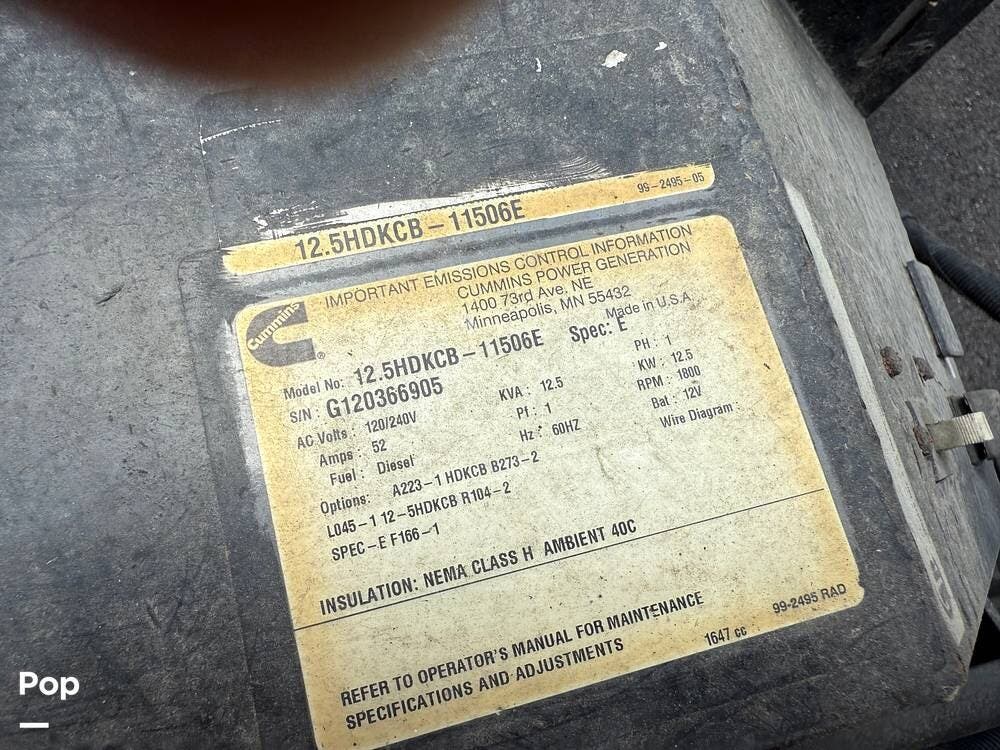 12.5HDKCB – 11506E 99-2495-05
IMPORTANT EMISSIONS CONTROL INFORMATION
CUMMINS POWER GENERATION
1400 73rd Ave. NE
Minneapolis, MN 55432
Made in U.S.A.
Cummins ®
Model No: 12.5HDKCB – 11506E Spec: E
S/N : G120366905
AC Volts : 120/240V KVA : 12.5 PH : 1
Amps : 52 Pf : 1 KW : 12.5
Fuel : Diesel Hz : 60HZ RPM : 1800
Bat : 12V
Options: A223-1 HDKCB B273-2 Wire Diagram :
L045-1 12-5HDKCB R104-2
SPEC-E F166-1
INSULATION: NEMA CLASS H AMBIENT 40C
REFER TO OPERATOR'S MANUAL FOR MAINTENANCE
SPECIFICATIONS AND ADJUSTMENTS
1647 cc 99-2495 RAD
Pop